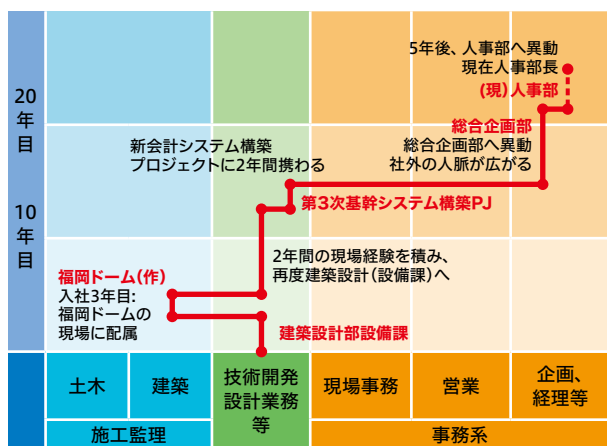 5年後、人事部へ異動
現在人事部長
(現)人事部
20
年
目
総合企画部
新会計システム構築
プロジェクトに2年間携わる
総合企画部へ異動
社外の人脈が広がる
第3次基幹システム構築PJ
10
年
目
2年間の現場経験を積み、
再度建築設計(設備課)へ
福岡ドーム(作)
入社3年目:
福岡ドームの
現場に配属
建築設計部設備課
土木
建築
技術開発
設計業務
等
現場事務
営業
企画、
経理等
施工監理
事務系